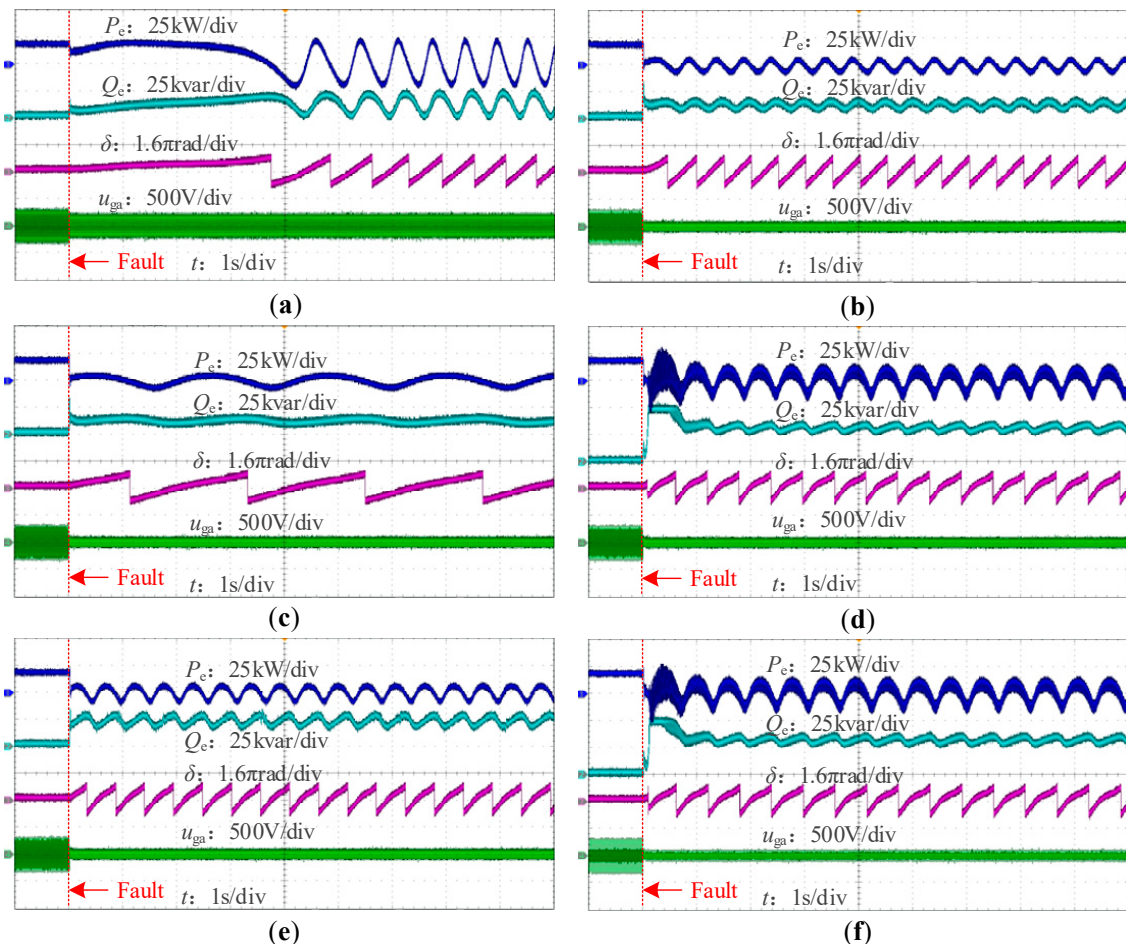 Pe：25kW/div
Qe：25kvar/div
δ：1.6πrad/div
uga：500V/div
Fault t：1s/div
(a)
Pe：25kW/div
Qe：25kvar/div
δ：1.6πrad/div
uga：500V/div
Fault t：1s/div
(b)
Pe：25kW/div
Qe：25kvar/div
δ：1.6πrad/div
uga：500V/div
Fault t：1s/div
(c)
Pe：25kW/div
Qe：25kvar/div
δ：1.6πrad/div
uga：500V/div
Fault t：1s/div
(d)
Pe：25kW/div
Qe：25kvar/div
δ：1.6πrad/div
uga：500V/div
Fault t：1s/div
(e)
Pe：25kW/div
Qe：25kvar/div
δ：1.6πrad/div
uga：500V/div
Fault t：1s/div
(f)